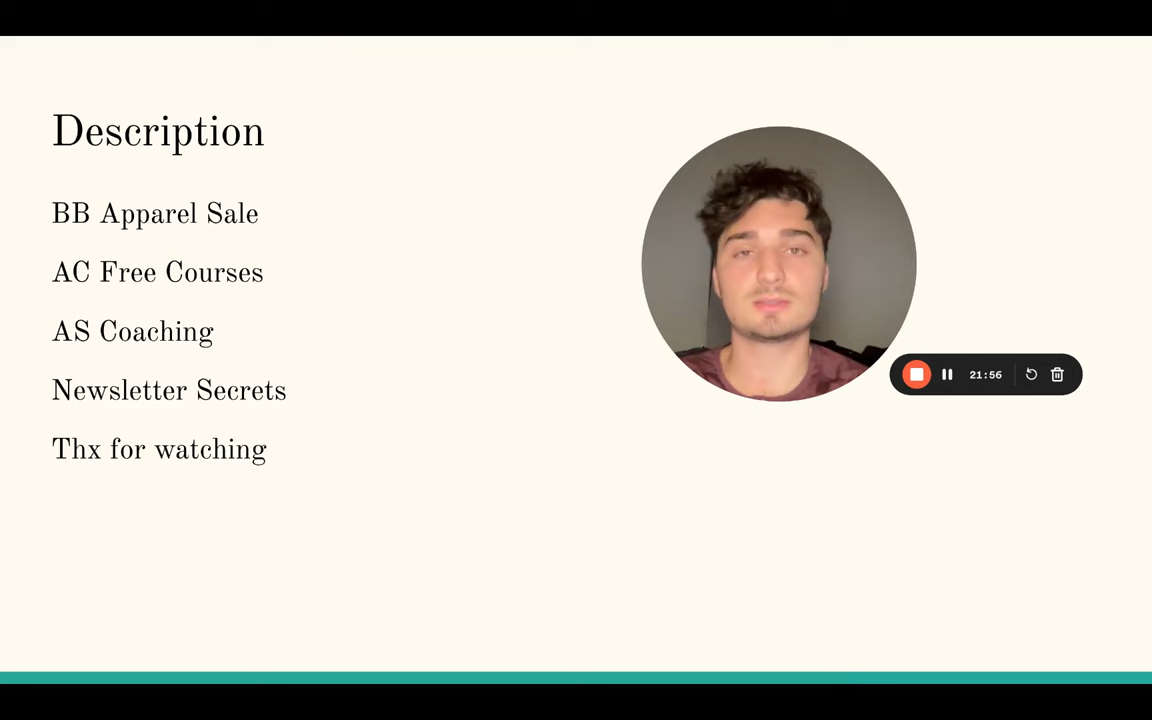 Description
BB Apparel Sale
AC Free Courses
AS Coaching
Newsletter Secrets
Thx for watching
21:56